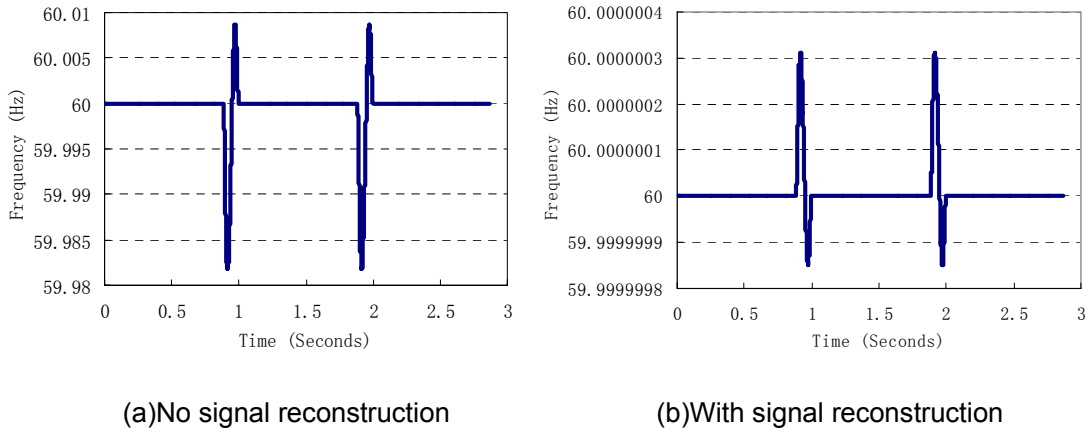 60.01
60.005
60
59.995
59.99
59.985
59.98
Frequency (Hz)
0 0.5 1 1.5 2 2.5 3
Time (Seconds)
(a)No signal reconstruction
60.0000004
60.0000003
60.0000002
60.0000001
60
59.9999999
59.9999998
Frequency (Hz)
0 0.5 1 1.5 2 2.5 3
Time (Seconds)
(b)With signal reconstruction